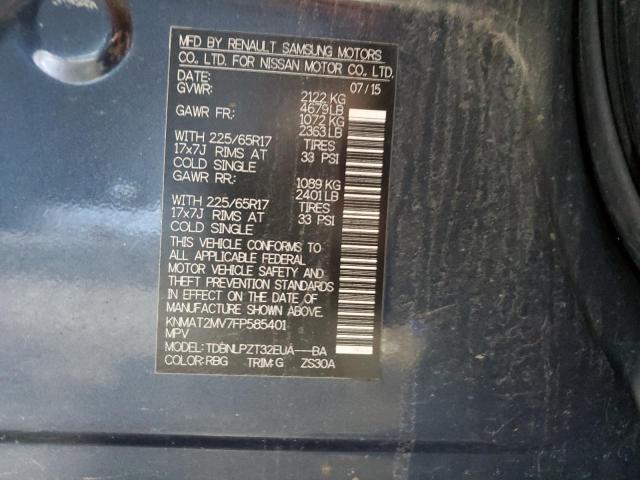 MFD BY RENAULT SAMSUNG MOTORS
CO., LTD. FOR NISSAN MOTOR CO., LTD.
DATE: 07/15
GVWR: 2122 KG
4679 LB
GAWR FR: 1072 KG
2363 LB
WITH 225/65R17 TIRES
17x7J RIMS AT 33 PSI
COLD SINGLE
GAWR RR: 1089 KG
2401 LB
WITH 225/65R17 TIRES
17x7J RIMS AT 33 PSI
COLD SINGLE
THIS VEHICLE CONFORMS TO
ALL APPLICABLE FEDERAL
MOTOR VEHICLE SAFETY AND
THEFT PREVENTION STANDARDS
IN EFFECT ON THE DATE OF
MANUFACTURE SHOWN ABOVE.
KNMAT2MV7FP585401
MPV
MODEL: TDBNLPZT32EUA---BA
COLOR: RBG TRIM: G ZS30A